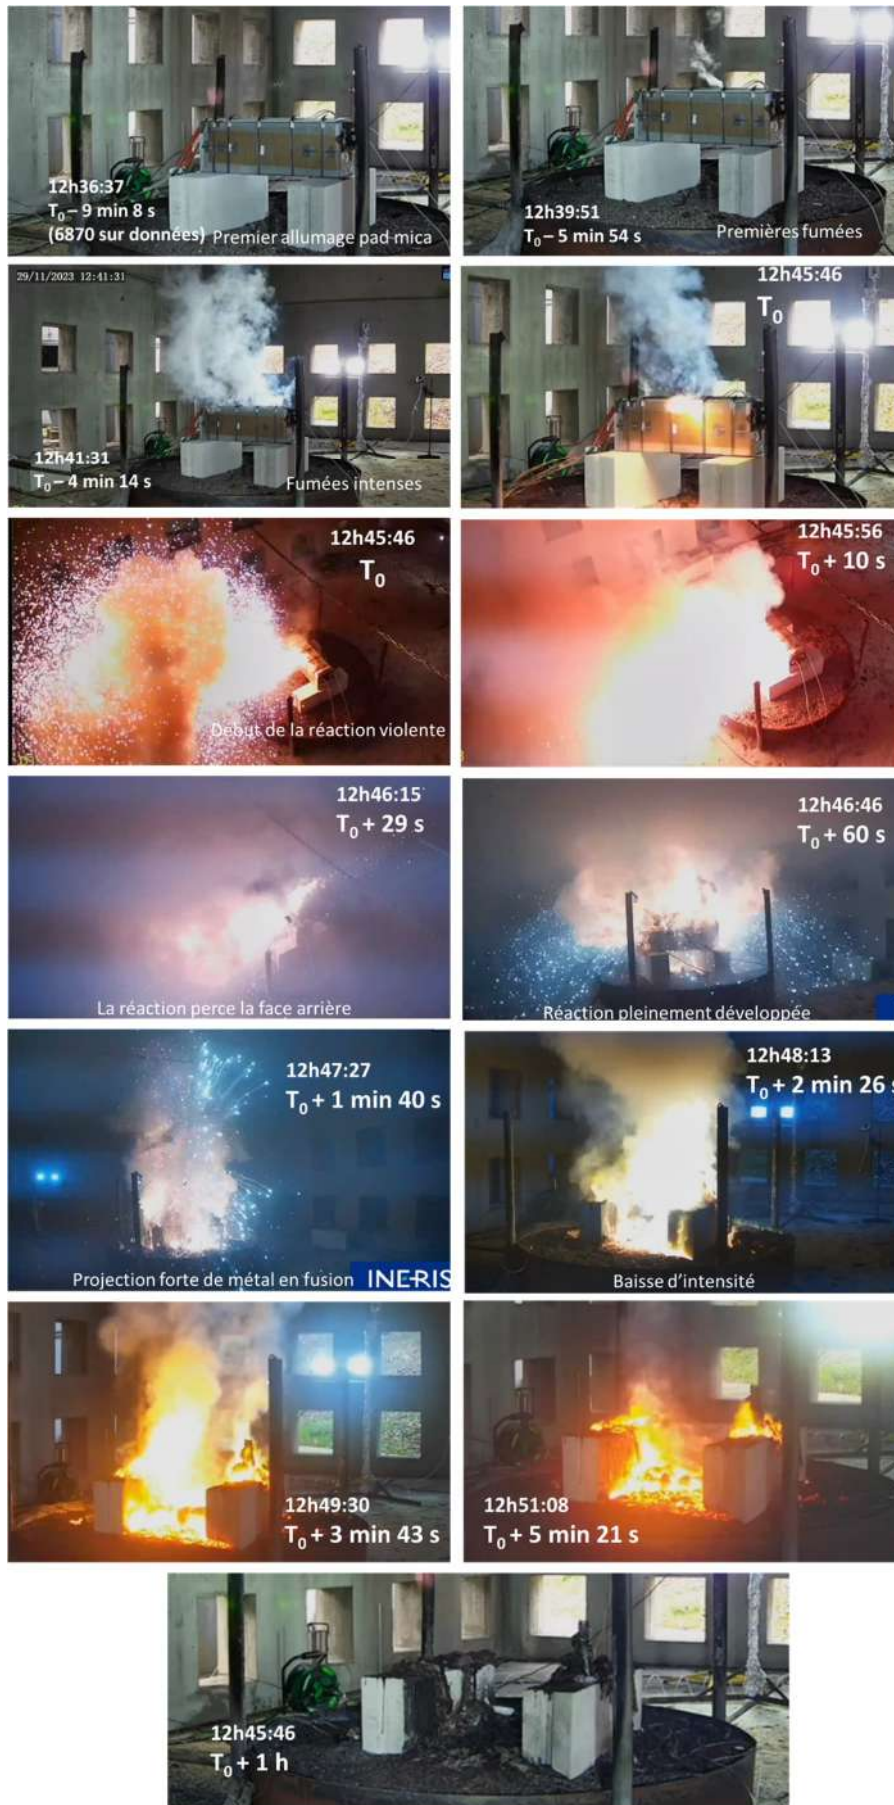 12h36:37
T₀ – 9 min 8 s
(6870 sur données) Premier allumage pad mica
12h39:51
T₀ – 5 min 54 s
Premières fumées
29/11/2023 12:41:31
12h41:31
T₀ – 4 min 14 s
Fumées intenses
12h45:46
T₀
12h45:46
T₀
Début de la réaction violente
12h45:56
T₀ + 10 s
12h46:15
T₀ + 29 s
La réaction perce la face arrière
12h46:46
T₀ + 60 s
Réaction pleinement développée
12h47:27
T₀ + 1 min 40 s
Projection forte de métal en fusion
INERIS
12h48:13
T₀ + 2 min 26 s
Baisse d'intensité
12h49:30
T₀ + 3 min 43 s
12h51:08
T₀ + 5 min 21 s
12h45:46
T₀ + 1 h